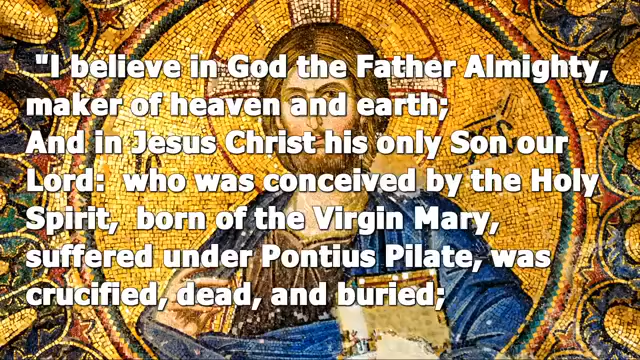 "I believe in God the Father Almighty,
maker of heaven and earth;
And in Jesus Christ his only Son our
Lord:  who was conceived by the Holy
Spirit,  born of the Virgin Mary,
suffered under Pontius Pilate, was
crucified, dead, and buried;